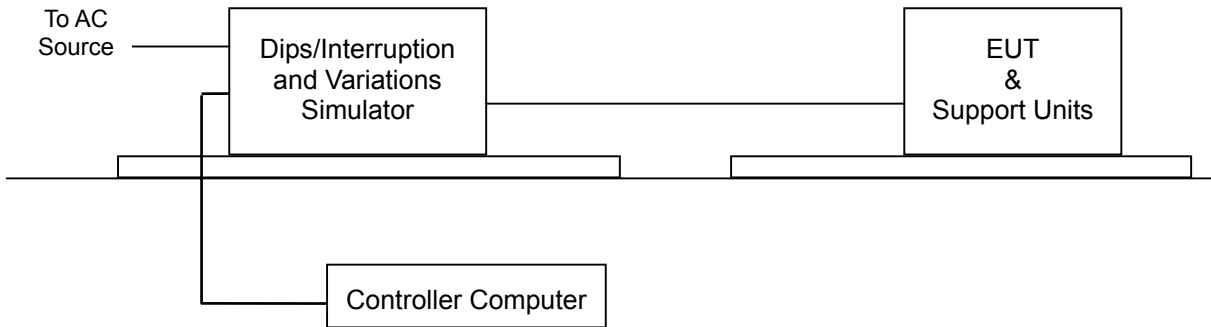 To AC
Source
Dips/Interruption
and Variations
Simulator
EUT
&
Support Units
Controller Computer